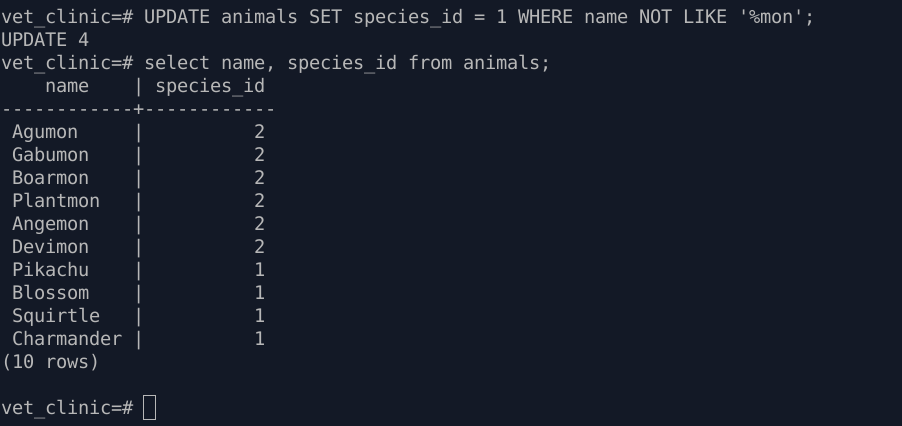 vet_clinic=# UPDATE animals SET species_id = 1 WHERE name NOT LIKE '%mon';
UPDATE 4
vet_clinic=# select name, species_id from animals;
    name    | species_id
------------+------------
 Agumon     |          2
 Gabumon    |          2
 Boarmon    |          2
 Plantmon   |          2
 Angemon    |          2
 Devimon    |          2
 Pikachu    |          1
 Blossom    |          1
 Squirtle   |          1
 Charmander |          1
(10 rows)
vet_clinic=#